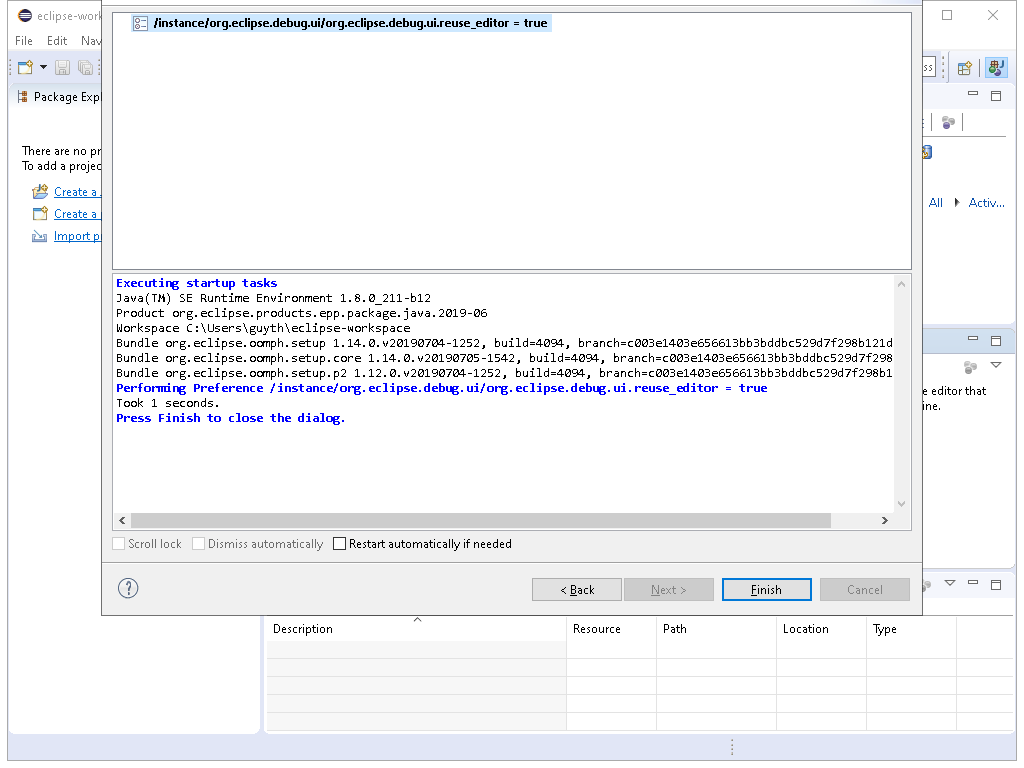 eclipse-work
/instance/org.eclipse.debug.ui/org.eclipse.debug.ui.reuse_editor = true
File Edit Nav
ss
Package Expl
There are no pr
To add a projec
Create a
Create a
Import p
All Activ...
Executing startup tasks
Java(TM) SE Runtime Environment 1.8.0_211-b12
Product org.eclipse.products.epp.package.java.2019-06
Workspace C:\Users\guyth\eclipse-workspace
Bundle org.eclipse.oomph.setup 1.14.0.v20190704-1252, build=4094, branch=c003e1403e656613bb3bddbc529d7f298b121d
Bundle org.eclipse.oomph.setup.core 1.14.0.v20190705-1542, build=4094, branch=c003e1403e656613bb3bddbc529d7f298
Bundle org.eclipse.oomph.setup.p2 1.12.0.v20190704-1252, build=4094, branch=c003e1403e656613bb3bddbc529d7f298b1
Performing Preference /instance/org.eclipse.debug.ui/org.eclipse.debug.ui.reuse_editor = true
Took 1 seconds.
Press Finish to close the dialog.
e editor that
ine.
Scroll lock Dismiss automatically Restart automatically if needed
< Back Next > Finish Cancel
Description Resource Path Location Type